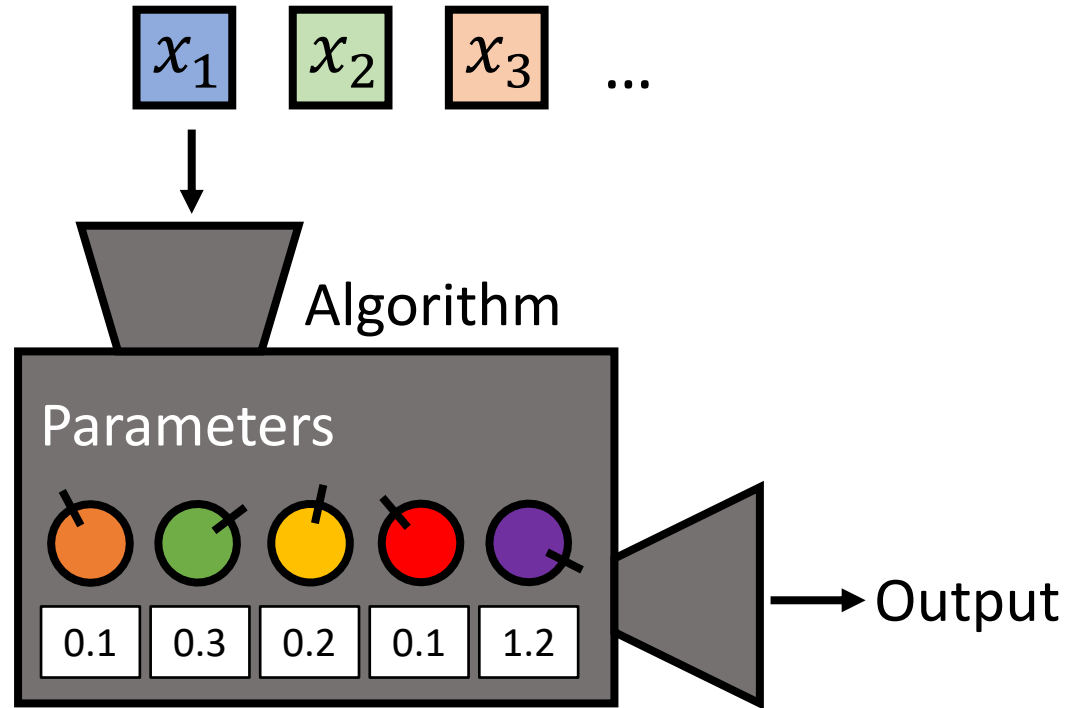 x₁ x₂ x₃ ...
Algorithm
Parameters
0.1 0.3 0.2 0.1 1.2
Output